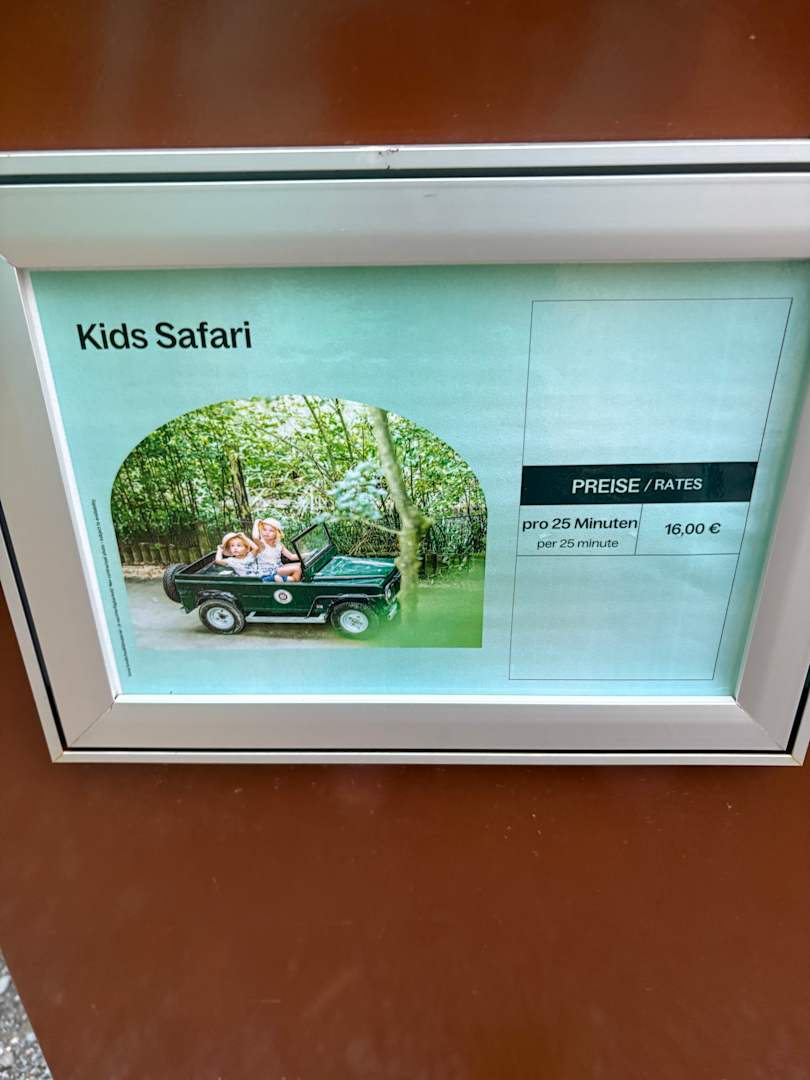 Kids Safari
PREISE / RATES
pro 25 Minuten
per 25 minute
16,00 €